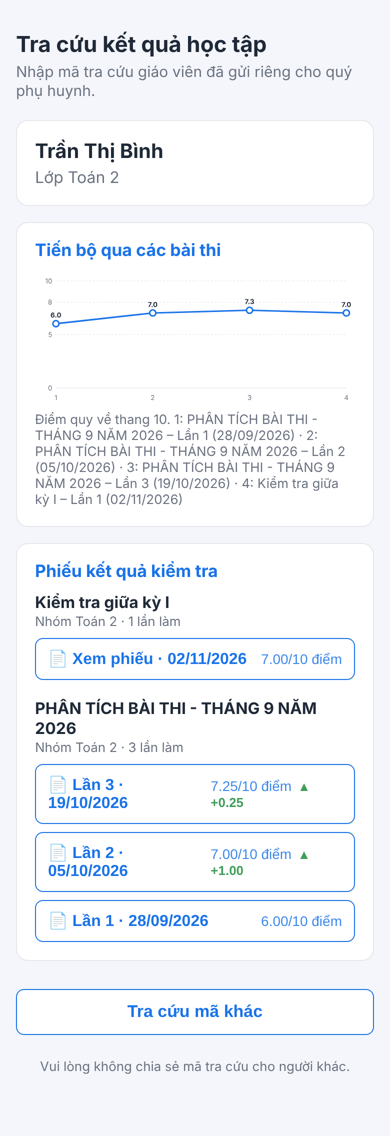 Tra cứu kết quả học tập
Nhập mã tra cứu giáo viên đã gửi riêng cho quý
phụ huynh.
Trần Thị Bình
Lớp Toán 2
Tiến bộ qua các bài thi
10
8
5
0
6.0
7.0
7.3
7.0
1
2
3
4
Điểm quy về thang 10. 1: PHÂN TÍCH BÀI THI -
THÁNG 9 NĂM 2026 – Lần 1 (28/09/2026) · 2:
PHÂN TÍCH BÀI THI - THÁNG 9 NĂM 2026 – Lần 2
(05/10/2026) · 3: PHÂN TÍCH BÀI THI - THÁNG 9
NĂM 2026 – Lần 3 (19/10/2026) · 4: Kiểm tra giữa
kỳ I – Lần 1 (02/11/2026)
Phiếu kết quả kiểm tra
Kiểm tra giữa kỳ I
Nhóm Toán 2 · 1 lần làm
📄 Xem phiếu · 02/11/2026 7.00/10 điểm
PHÂN TÍCH BÀI THI - THÁNG 9 NĂM
2026
Nhóm Toán 2 · 3 lần làm
📄 Lần 3 ·
19/10/2026
7.25/10 điểm ▲
+0.25
📄 Lần 2 ·
05/10/2026
7.00/10 điểm ▲
+1.00
📄 Lần 1 · 28/09/2026 6.00/10 điểm
Tra cứu mã khác
Vui lòng không chia sẻ mã tra cứu cho người khác.